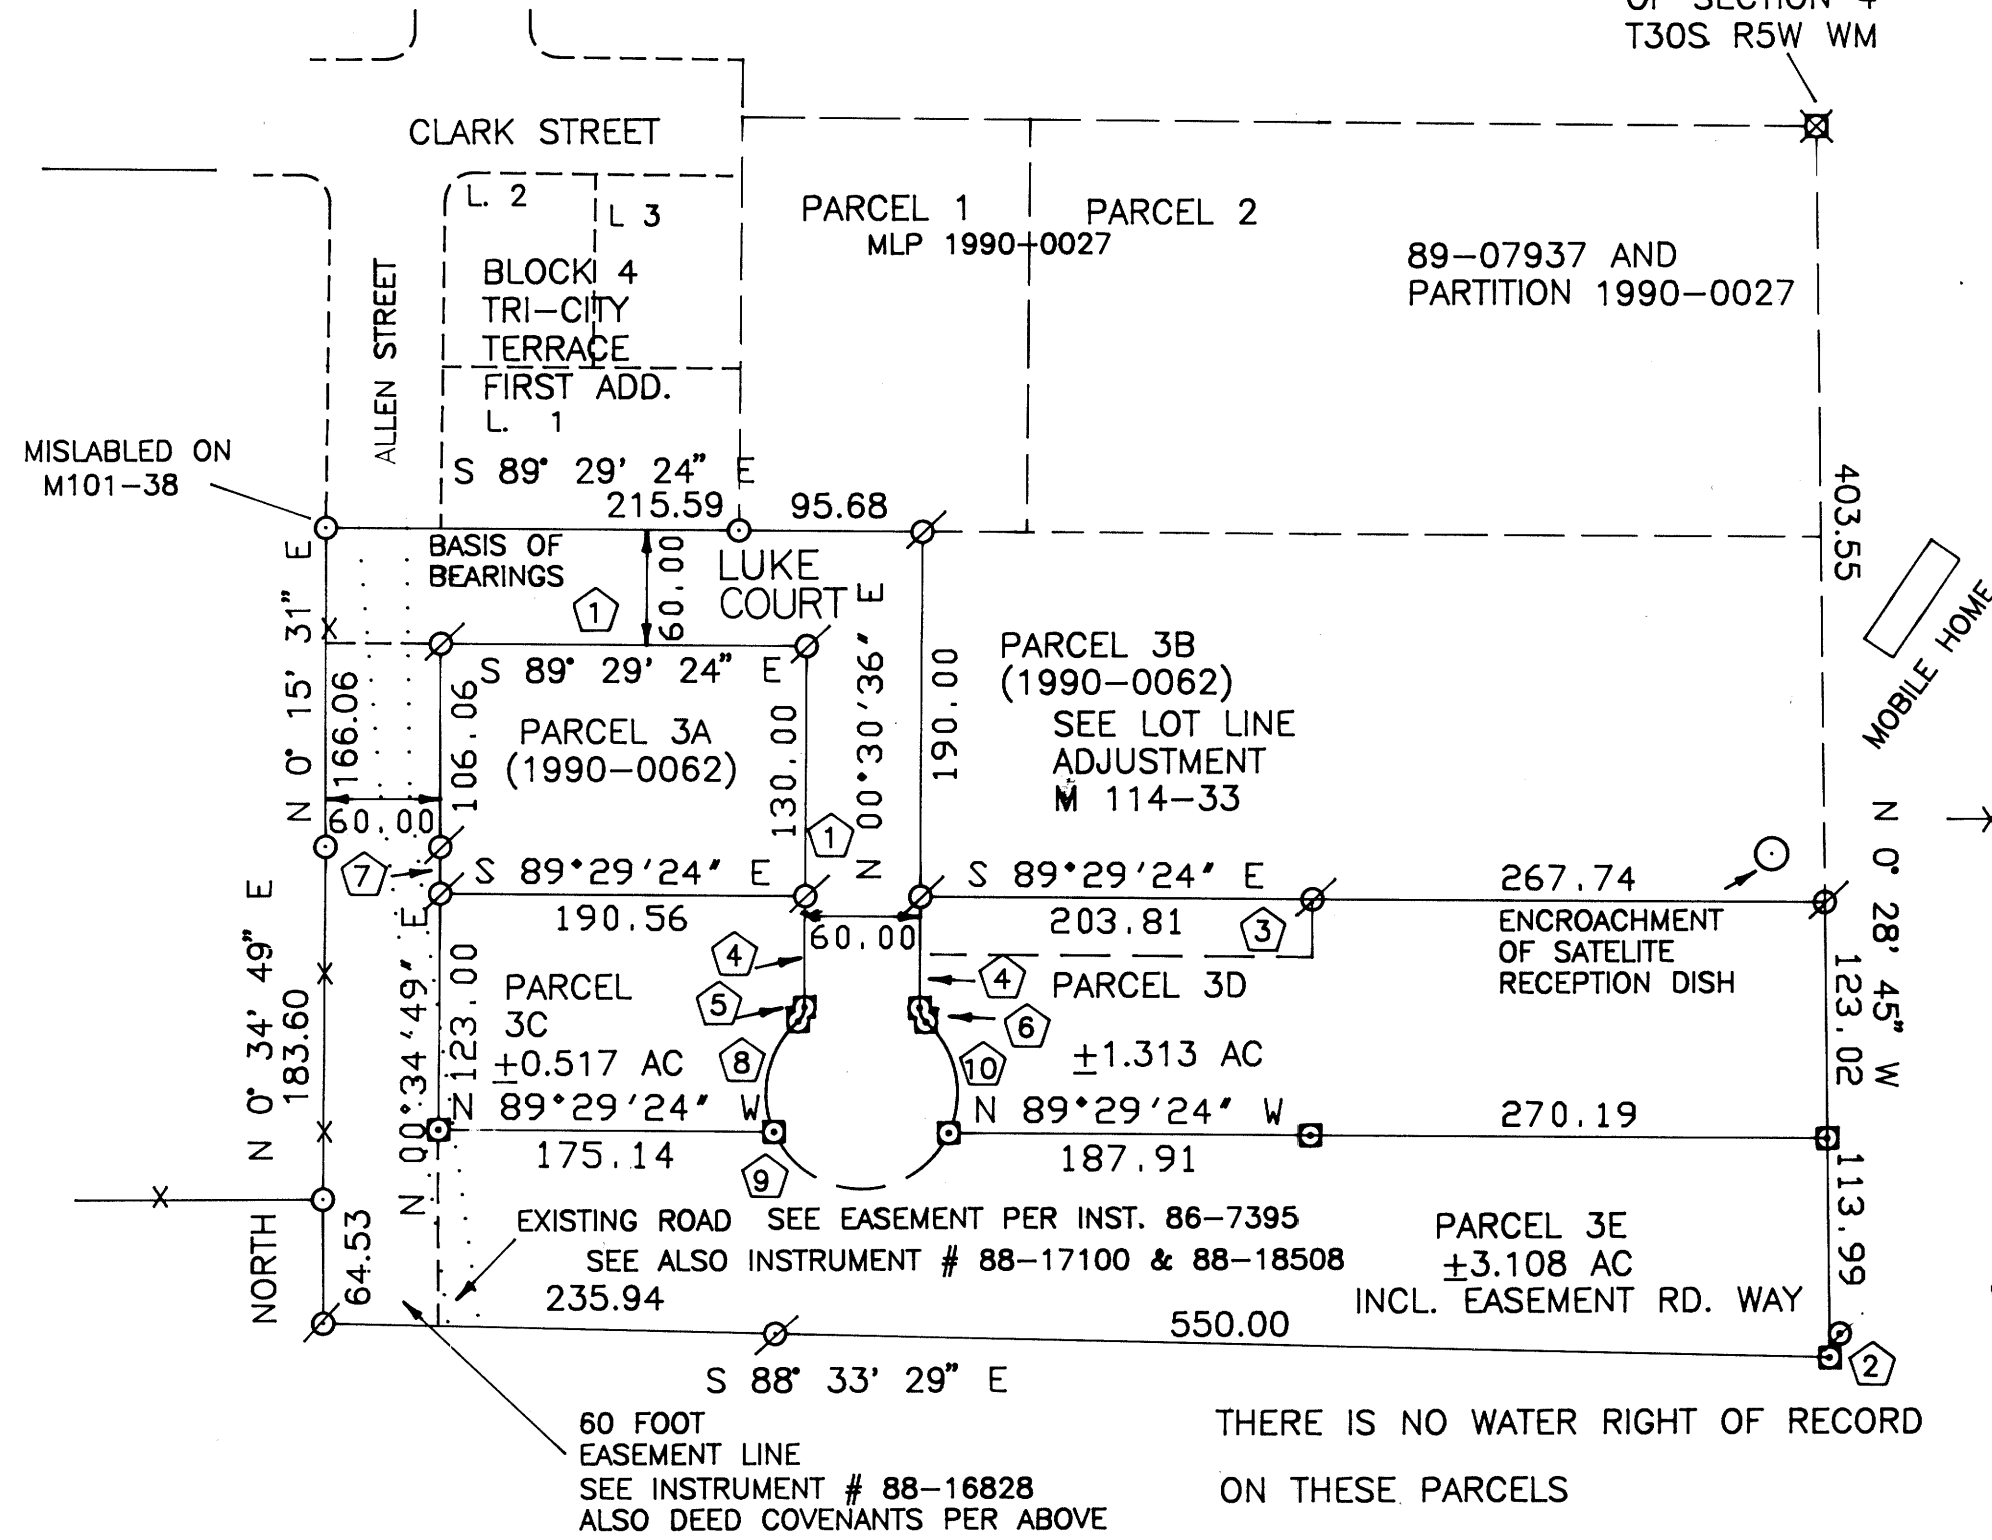 OF SECTION 4
T30S R5W WM
CLARK STREET
L. 2
L 3
PARCEL 1
PARCEL 2
MLP 1990-0027
89-07937 AND
PARTITION 1990-0027
BLOCK 4
TRI-CITY
TERRACE
FIRST ADD.
L. 1
ALLEN STREET
MISLABLED ON
M101-38
S 89° 29' 24" E
215.59
95.68
403.55
BASIS OF
BEARINGS
1
60.00
LUKE
COURT
MOBILE HOME
N 0° 15' 31" E
166.06
S 89° 29' 24" E
N 00°30'36" E
190.00
PARCEL 3B
(1990-0062)
SEE LOT LINE
ADJUSTMENT
M 114-33
106.06
PARCEL 3A
(1990-0062)
130.00
1
60.00
7
S 89°29'24" E
190.56
60.00
S 89°29'24" E
203.81
3
267.74
ENCROACHMENT
OF SATELITE
RECEPTION DISH
N 0° 28' 45" W
123.02
N 0° 34' 49" E
183.60
N 00°34'49" E
123.00
PARCEL
3C
±0.517 AC
4
5
8
4
6
10
PARCEL 3D
±1.313 AC
N 89°29'24" W
175.14
9
N 89°29'24" W
187.91
270.19
113.99
NORTH
64.53
EXISTING ROAD SEE EASEMENT PER INST. 86-7395
SEE ALSO INSTRUMENT # 88-17100 & 88-18508
PARCEL 3E
±3.108 AC
INCL. EASEMENT RD. WAY
235.94
550.00
S 88° 33' 29" E
2
60 FOOT
EASEMENT LINE
SEE INSTRUMENT # 88-16828
ALSO DEED COVENANTS PER ABOVE
THERE IS NO WATER RIGHT OF RECORD
ON THESE PARCELS